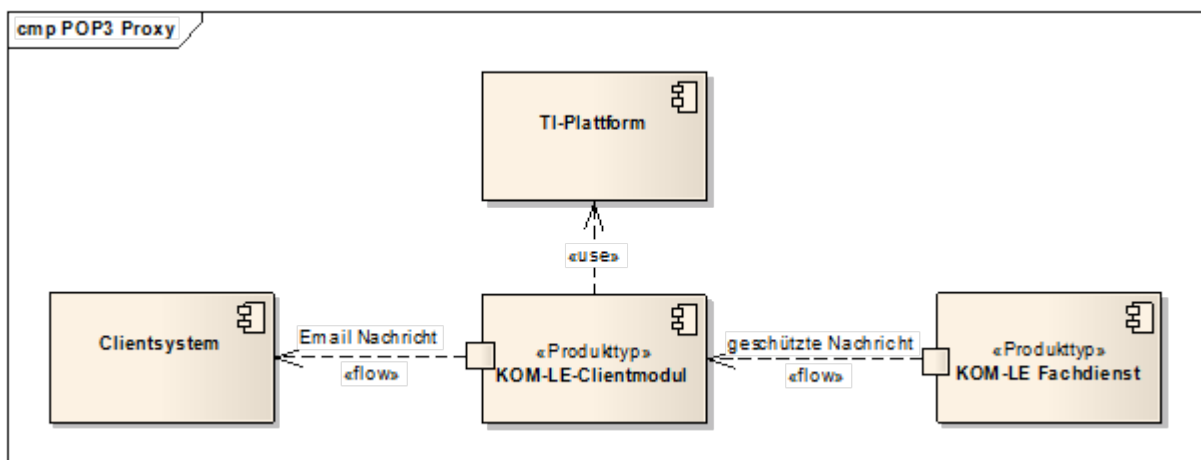 cmp POP3 Proxy
TI-Plattform
«use»
Clientsystem
Email Nachricht
«flow»
«Produkttyp»
KOM-LE-Clientmodul
geschützte Nachricht
«flow»
«Produkttyp»
KOM-LE Fachdienst